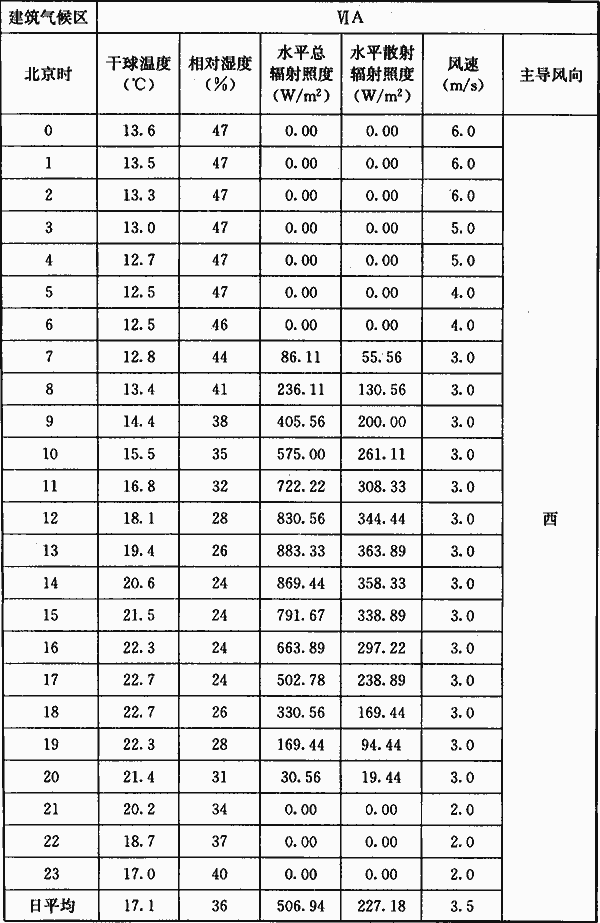 建筑气候区 ⅥA
北京时 干球温度(℃) 相对湿度(%) 水平总辐射照度(W/m²) 水平散射辐射照度(W/m²) 风速(m/s) 主导风向
0 13.6 47 0.00 0.00 6.0
1 13.5 47 0.00 0.00 6.0
2 13.3 47 0.00 0.00 6.0
3 13.0 47 0.00 0.00 5.0
4 12.7 47 0.00 0.00 5.0
5 12.5 47 0.00 0.00 4.0
6 12.5 46 0.00 0.00 4.0
7 12.8 44 86.11 55.56 3.0
8 13.4 41 236.11 130.56 3.0
9 14.4 38 405.56 200.00 3.0
10 15.5 35 575.00 261.11 3.0
11 16.8 32 722.22 308.33 3.0
12 18.1 28 830.56 344.44 3.0 西
13 19.4 26 883.33 363.89 3.0
14 20.6 24 869.44 358.33 3.0
15 21.5 24 791.67 338.89 3.0
16 22.3 24 663.89 297.22 3.0
17 22.7 24 502.78 238.89 3.0
18 22.7 26 330.56 169.44 3.0
19 22.3 28 169.44 94.44 3.0
20 21.4 31 30.56 19.44 3.0
21 20.2 34 0.00 0.00 2.0
22 18.7 37 0.00 0.00 2.0
23 17.0 40 0.00 0.00 2.0
日平均 17.1 36 506.94 227.18 3.5